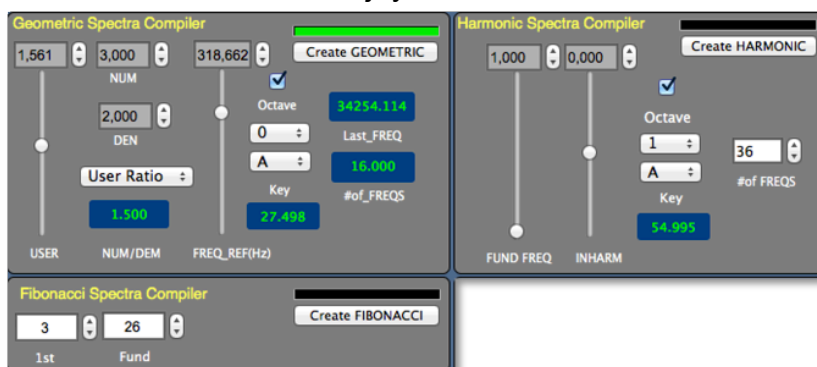 Geometric Spectra Compiler
1,561 3,000 318,662 Create GEOMETRIC
NUM
Octave 34254.114
2,000
DEN 0 Last_FREQ
User Ratio A 16.000
Key #of_FREQS
1.500 27.498
USER NUM/DEM FREQ_REF(Hz)
Harmonic Spectra Compiler
1,000 0,000 Create HARMONIC
Octave
1 36
A #of FREQS
Key
54.995
FUND FREQ INHARM
Fibonacci Spectra Compiler
3 26 Create FIBONACCI
1st Fund